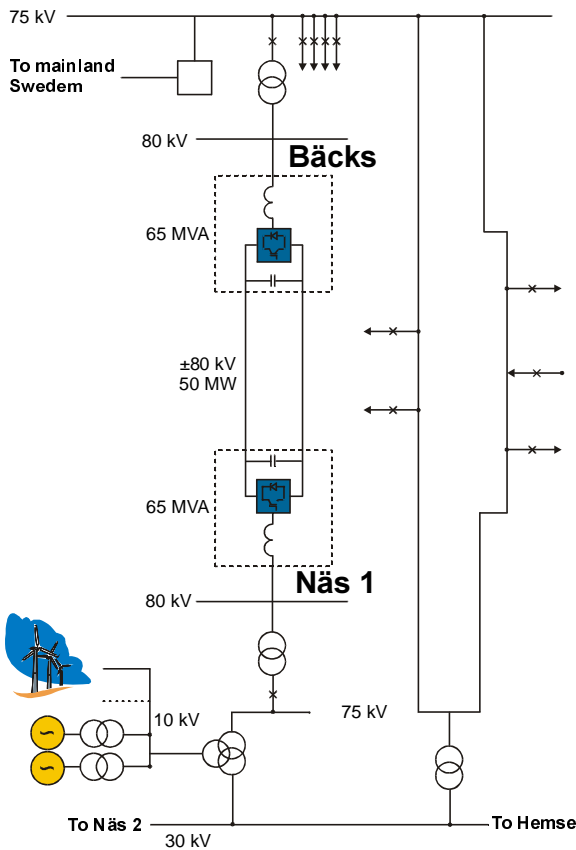 75 kV
To mainland
Swedem
80 kV
Bäcks
65 MVA
±80 kV
50 MW
65 MVA
Näs 1
80 kV
10 kV
75 kV
~
~
To Näs 2
30 kV
To Hemse